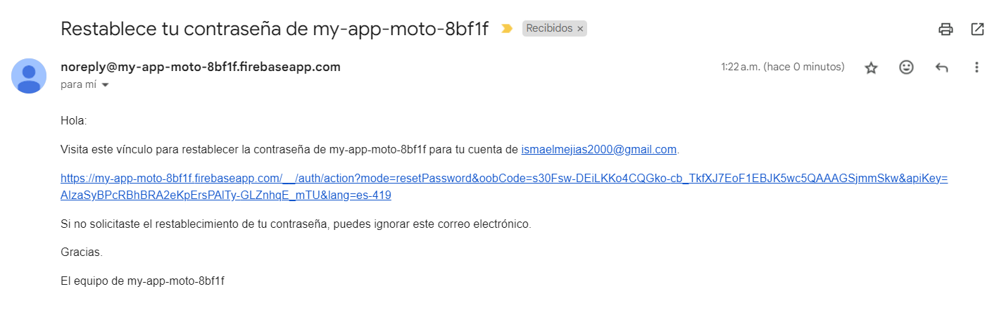 Restablece tu contraseña de my-app-moto-8bf1f Recibidos ×
noreply@my-app-moto-8bf1f.firebaseapp.com 1:22 a.m. (hace 0 minutos)
para mí
Hola:
Visita este vínculo para restablecer la contraseña de my-app-moto-8bf1f para tu cuenta de ismaelmejias2000@gmail.com.
https://my-app-moto-8bf1f.firebaseapp.com/__/auth/action?mode=resetPassword&oobCode=s30Fsw-DEiLKKo4CQGko-cb_TkfXJ7EoF1EBJK5wc5QAAAGSjmmSkw&apiKey=
AIzaSyBPcRBhBRA2eKpErsPAlTy-GLZnhqE_mTU&lang=es-419
Si no solicitaste el restablecimiento de tu contraseña, puedes ignorar este correo electrónico.
Gracias.
El equipo de my-app-moto-8bf1f